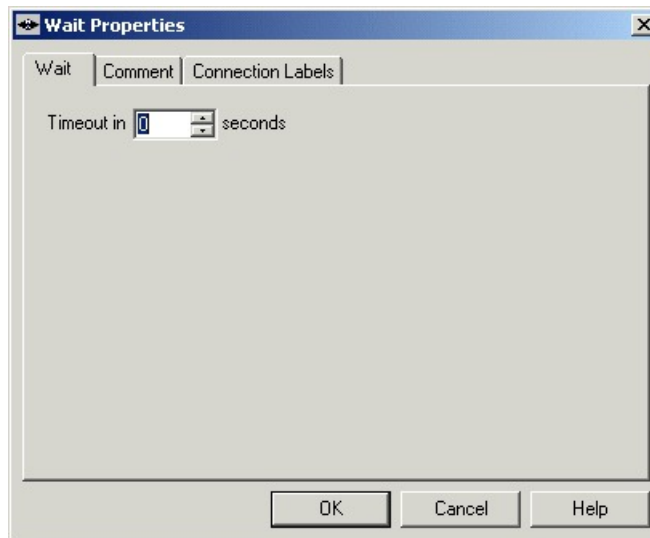 Wait Properties
Wait Comment Connection Labels
Timeout in 0 seconds
OK Cancel Help